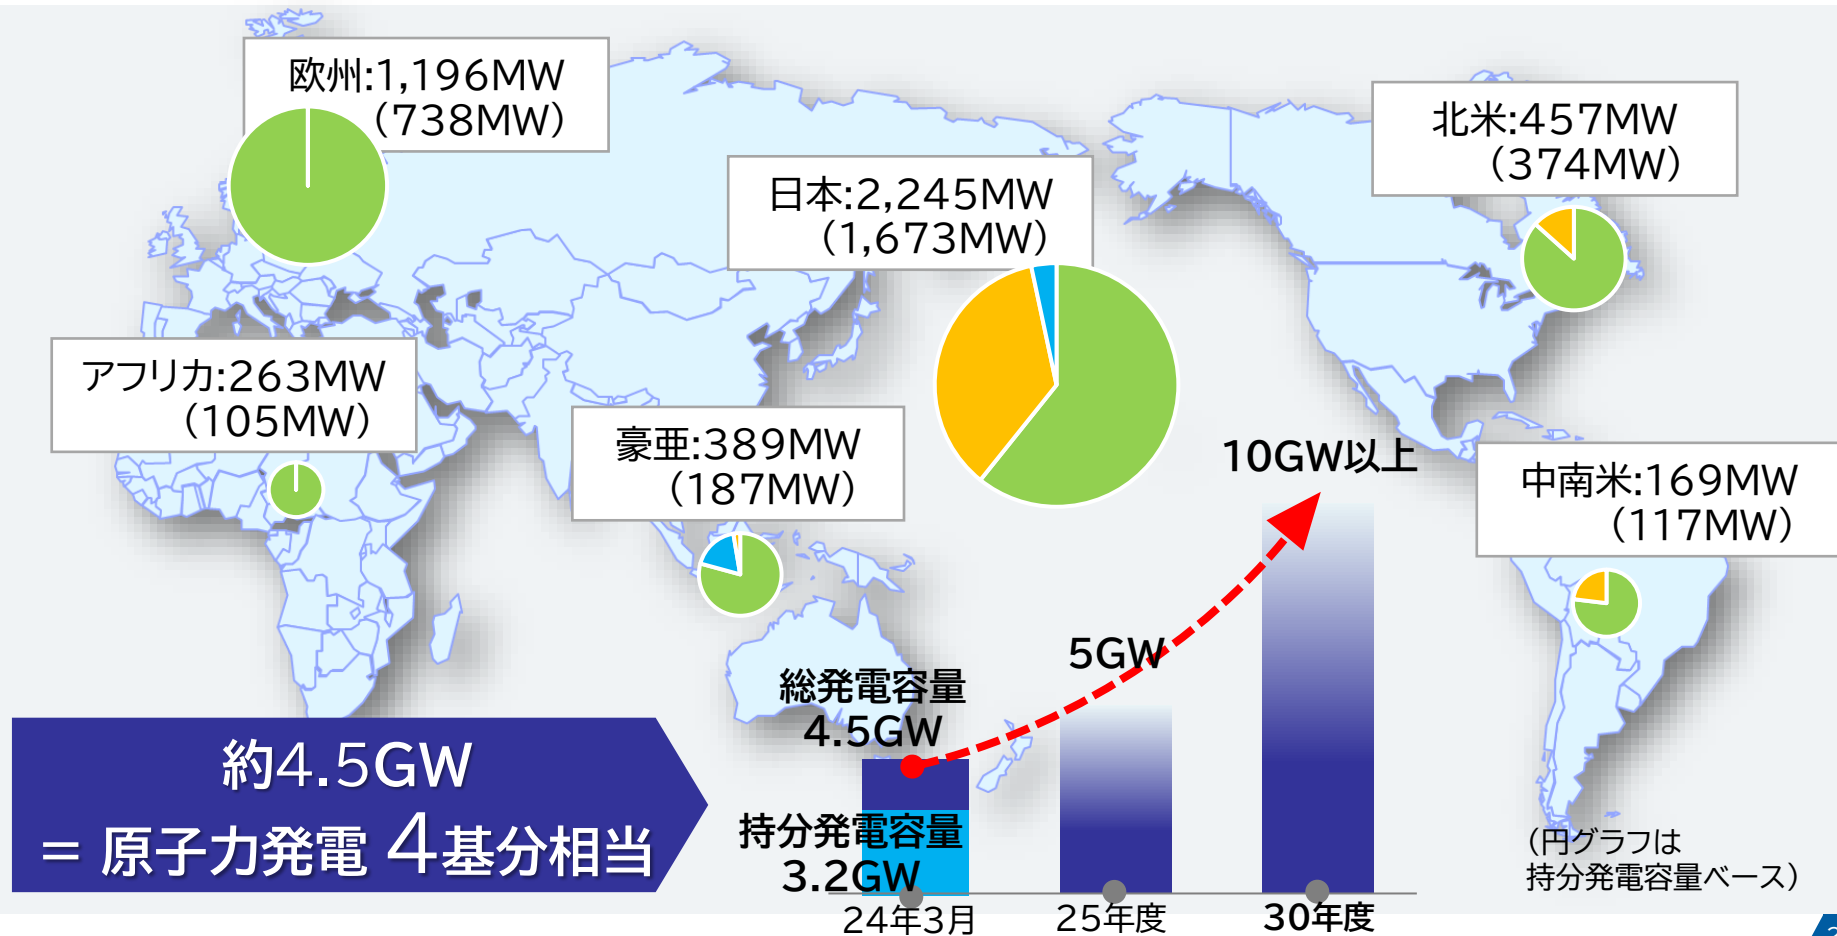 欧州:1,196MW
(738MW)
北米:457MW
(374MW)
日本:2,245MW
(1,673MW)
アフリカ:263MW
(105MW)
豪亜:389MW
(187MW)
中南米:169MW
(117MW)
10GW以上
5GW
総発電容量
4.5GW
持分発電容量
3.2GW
24年3月
25年度
30年度
約4.5GW
= 原子力発電 4基分相当
(円グラフは
持分発電容量ベース)